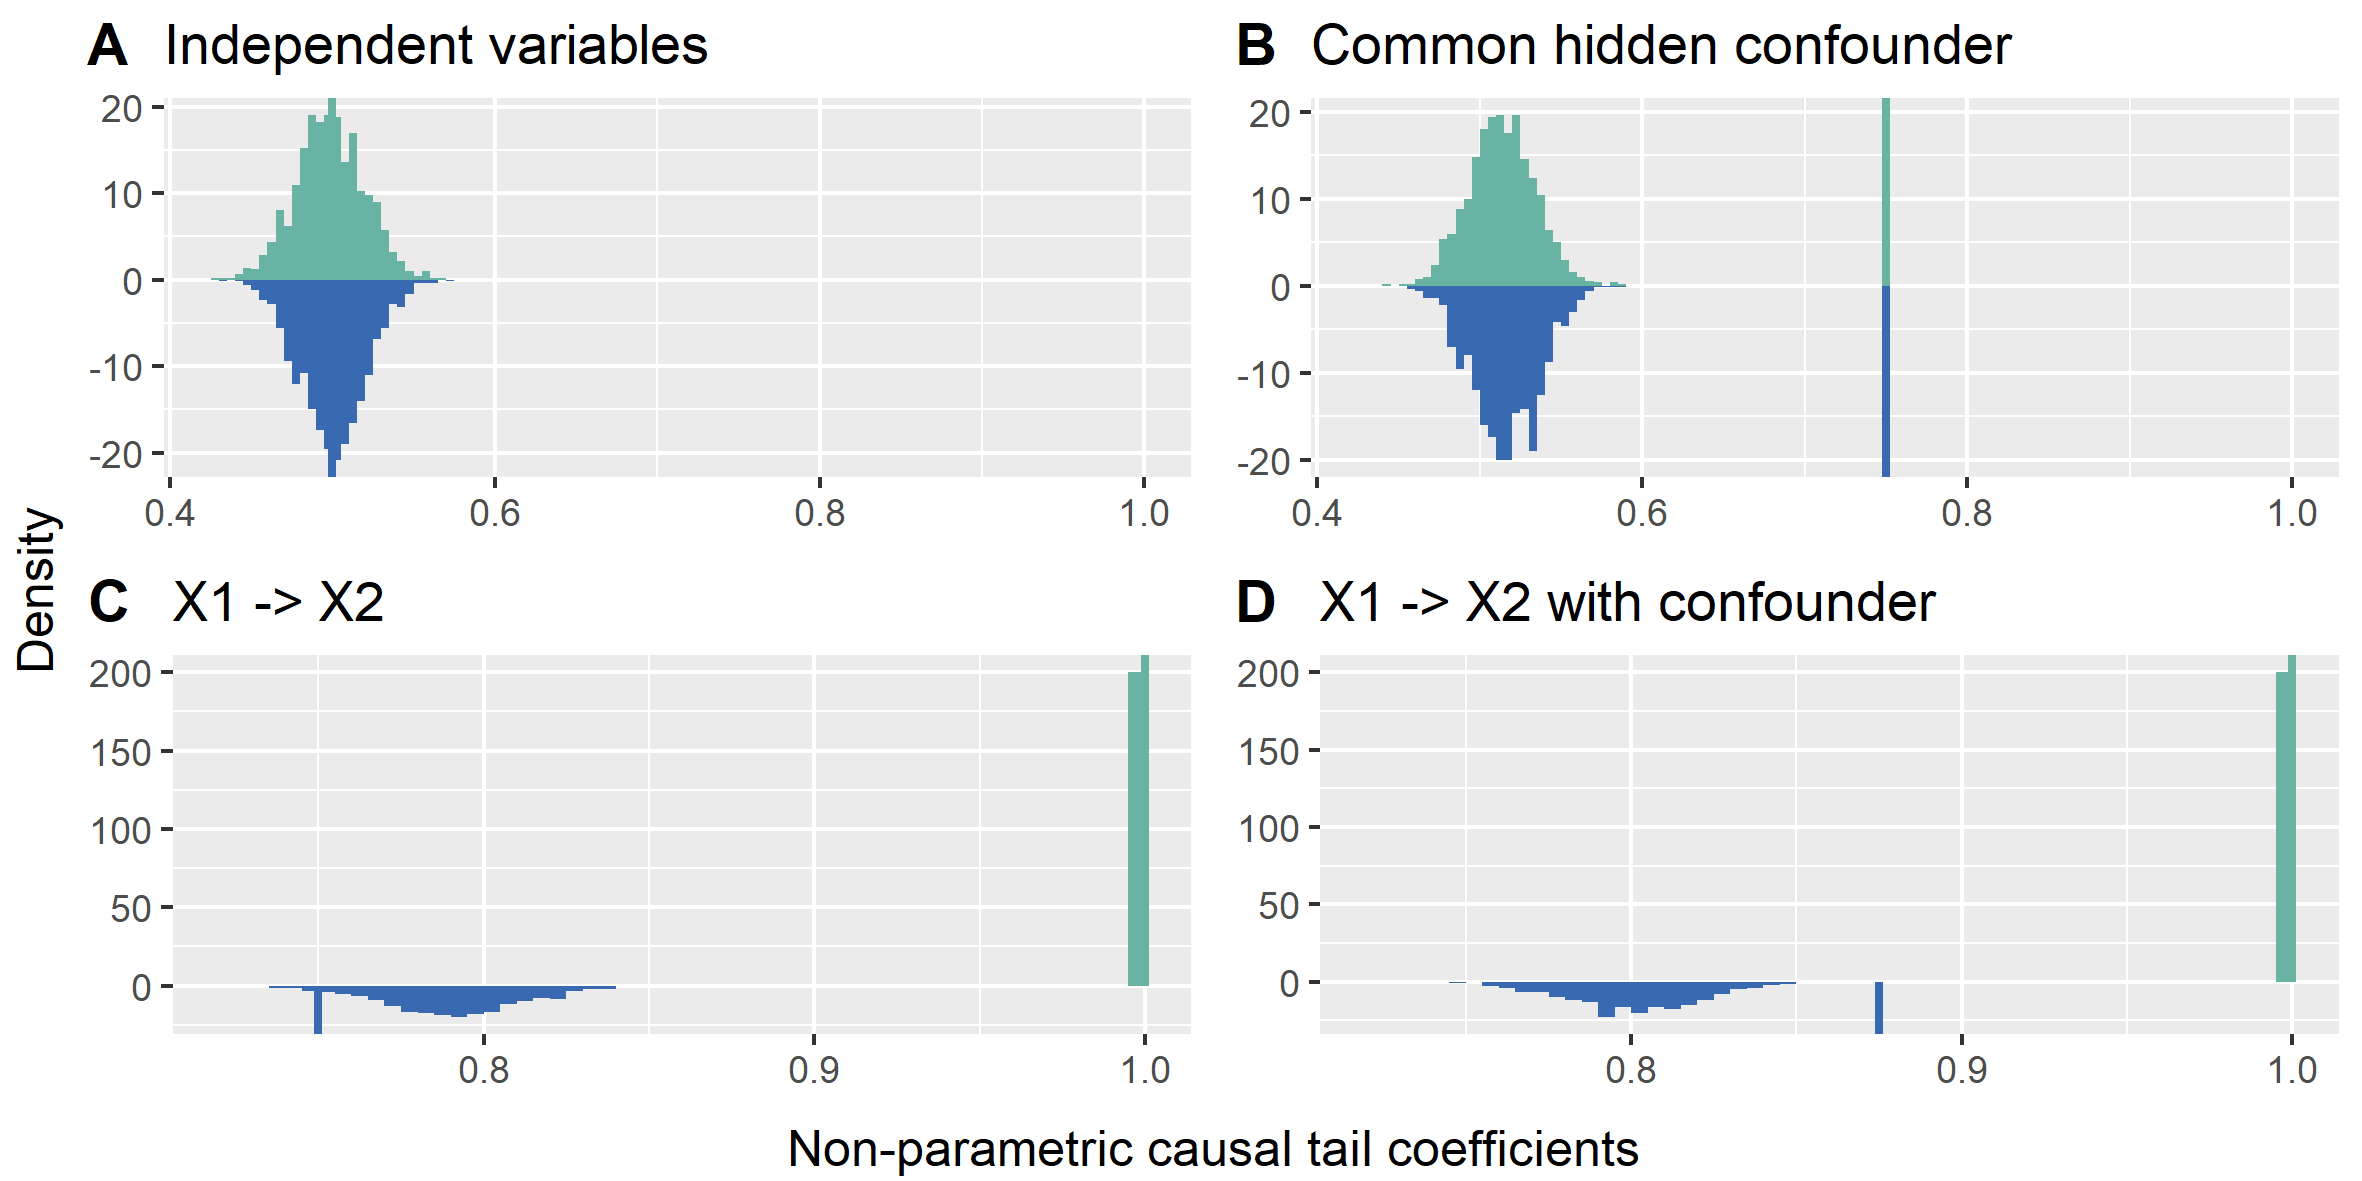 A Independent variables
20
10
0
-10
-20
0.4 0.6 0.8 1.0
B Common hidden confounder
20
10
0
-10
-20
0.4 0.6 0.8 1.0
Density
C X1 -> X2
200
150
100
50
0
0.8 0.9 1.0
D X1 -> X2 with confounder
200
150
100
50
0
0.8 0.9 1.0
Non-parametric causal tail coefficients